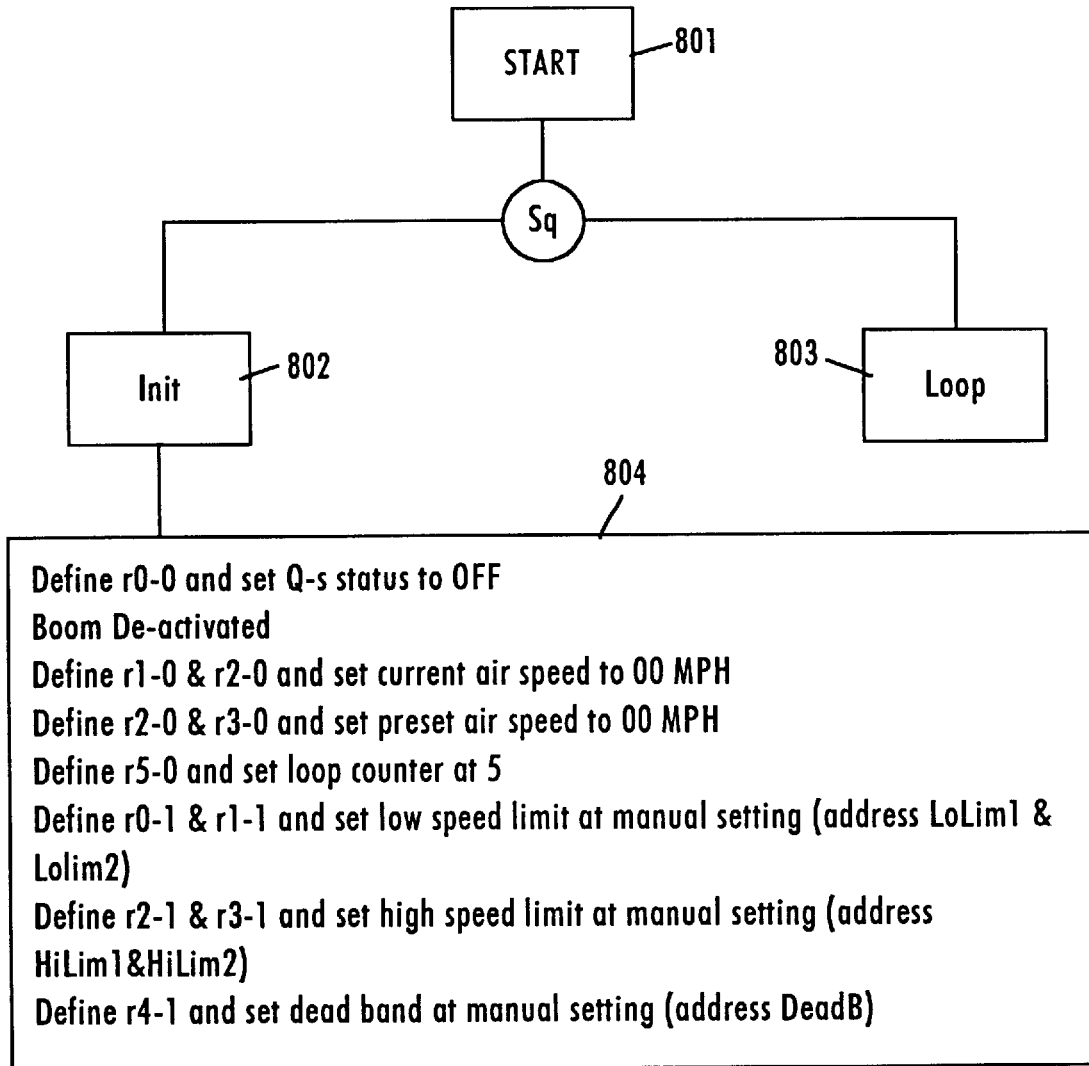 START
801
Sq
Init
802
803
Loop
804
Define r0-0 and set Q-s status to OFF
Boom De-activated
Define r1-0 & r2-0 and set current air speed to 00 MPH
Define r2-0 & r3-0 and set preset air speed to 00 MPH
Define r5-0 and set loop counter at 5
Define r0-1 & r1-1 and set low speed limit at manual setting (address LoLim1 &
Lolim2)
Define r2-1 & r3-1 and set high speed limit at manual setting (address
HiLim1&HiLim2)
Define r4-1 and set dead band at manual setting (address DeadB)